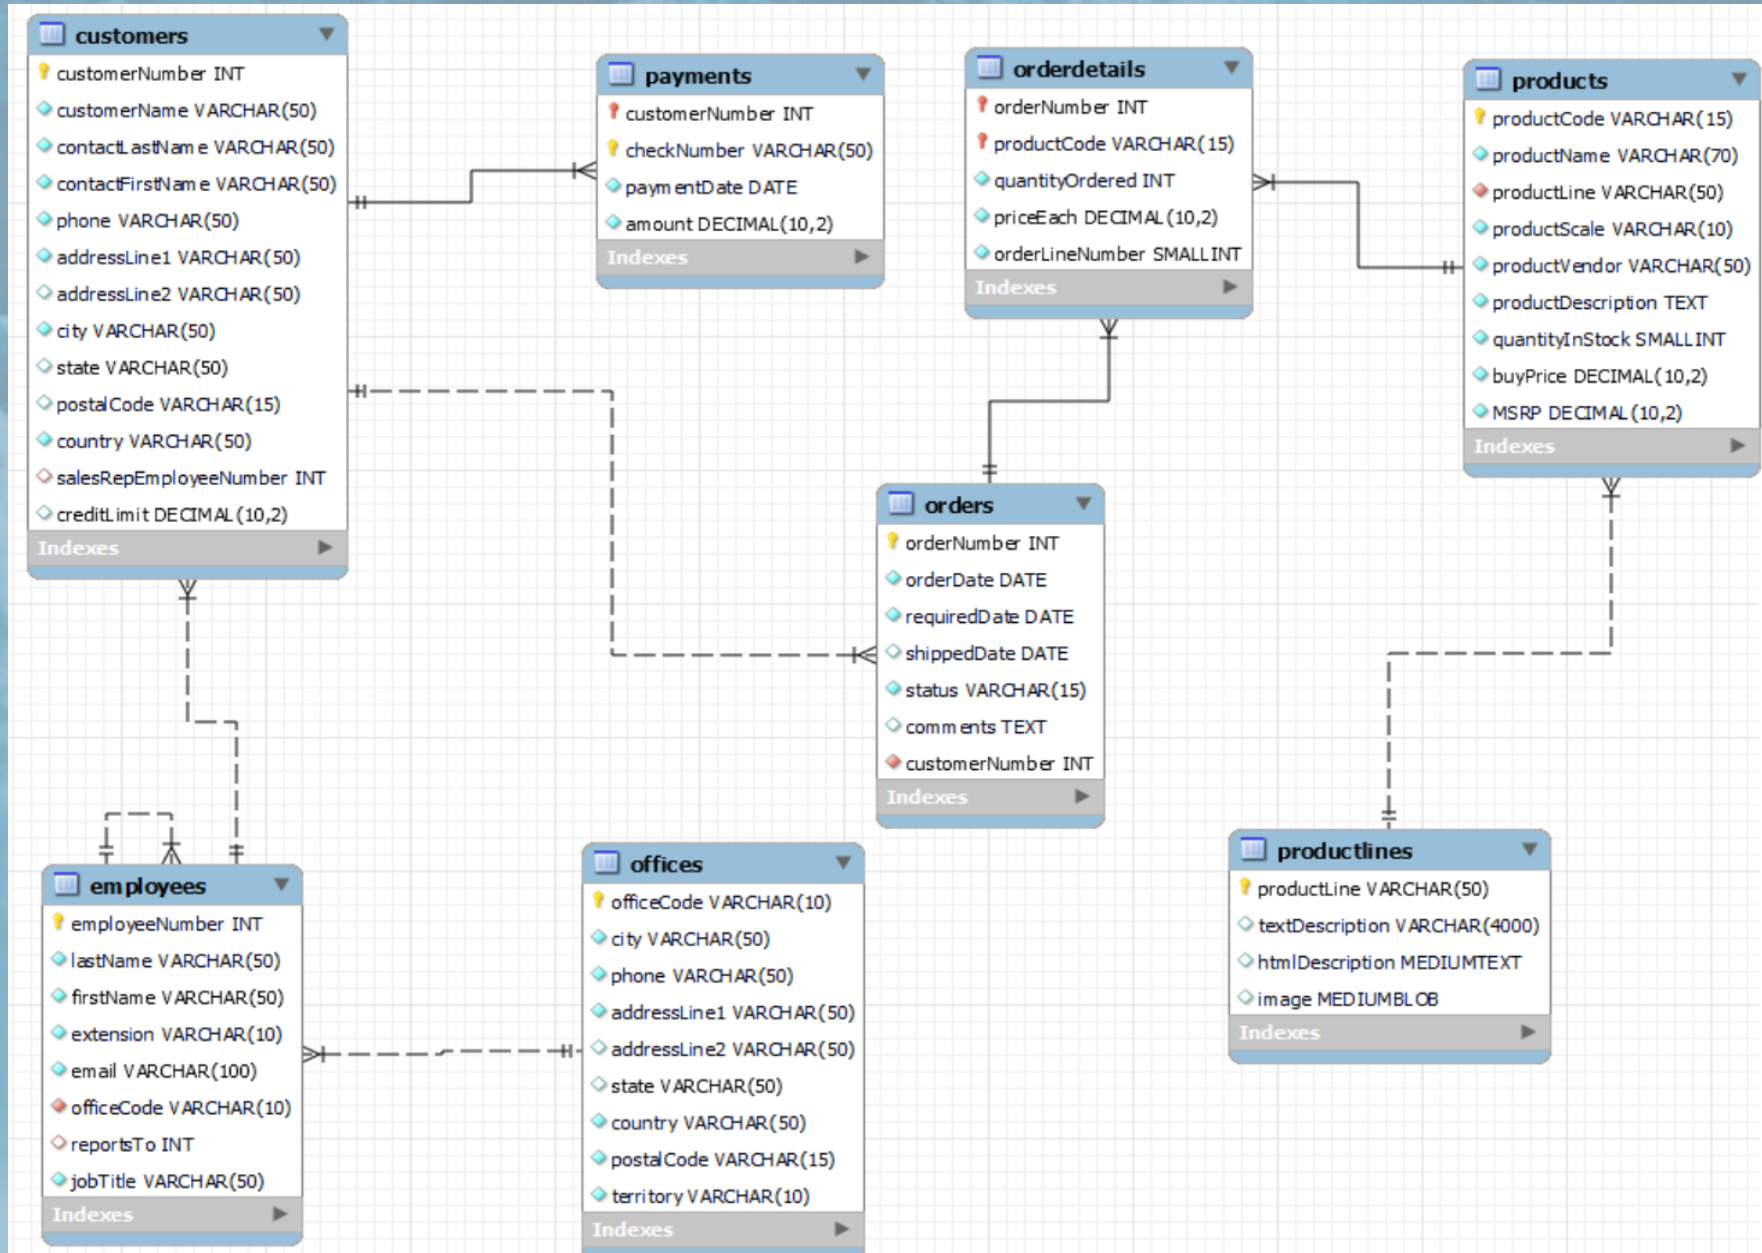 customers
customerNumber INT
customerName VARCHAR(50)
contactLastName VARCHAR(50)
contactFirstName VARCHAR(50)
phone VARCHAR(50)
addressLine1 VARCHAR(50)
addressLine2 VARCHAR(50)
city VARCHAR(50)
state VARCHAR(50)
postalCode VARCHAR(15)
country VARCHAR(50)
salesRepEmployeeNumber INT
creditLimit DECIMAL(10,2)
Indexes
payments
customerNumber INT
checkNumber VARCHAR(50)
paymentDate DATE
amount DECIMAL(10,2)
Indexes
orderdetails
orderNumber INT
productCode VARCHAR(15)
quantityOrdered INT
priceEach DECIMAL(10,2)
orderLineNumber SMALLINT
Indexes
products
productCode VARCHAR(15)
productName VARCHAR(70)
productLine VARCHAR(50)
productScale VARCHAR(10)
productVendor VARCHAR(50)
productDescription TEXT
quantityInStock SMALLINT
buyPrice DECIMAL(10,2)
MSRP DECIMAL(10,2)
Indexes
orders
orderNumber INT
orderDate DATE
requiredDate DATE
shippedDate DATE
status VARCHAR(15)
comments TEXT
customerNumber INT
Indexes
employees
employeeNumber INT
lastName VARCHAR(50)
firstName VARCHAR(50)
extension VARCHAR(10)
email VARCHAR(100)
officeCode VARCHAR(10)
reportsTo INT
jobTitle VARCHAR(50)
Indexes
offices
officeCode VARCHAR(10)
city VARCHAR(50)
phone VARCHAR(50)
addressLine1 VARCHAR(50)
addressLine2 VARCHAR(50)
state VARCHAR(50)
country VARCHAR(50)
postalCode VARCHAR(15)
territory VARCHAR(10)
Indexes
productlines
productLine VARCHAR(50)
textDescription VARCHAR(4000)
htmlDescription MEDIUMTEXT
image MEDIUMBLOB
Indexes